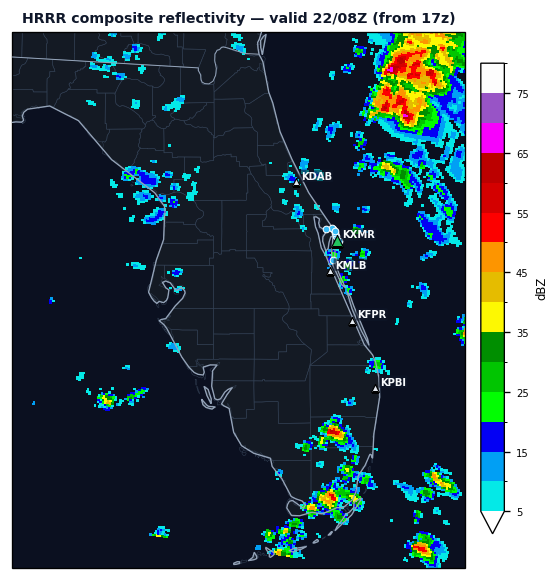 HRRR composite reflectivity — valid 22/08Z (from 17z)
KDAB
KXMR
KMLB
KFPR
KPBI
75
65
55
45
35
25
15
5
dBZ